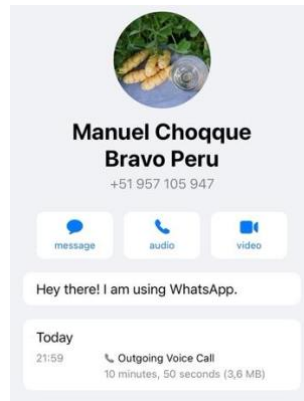 Manuel Choqque
Bravo Peru
+51 957 105 947
message audio video
Hey there! I am using WhatsApp.
Today
21:59 Outgoing Voice Call
10 minutes, 50 seconds (3,6 MB)